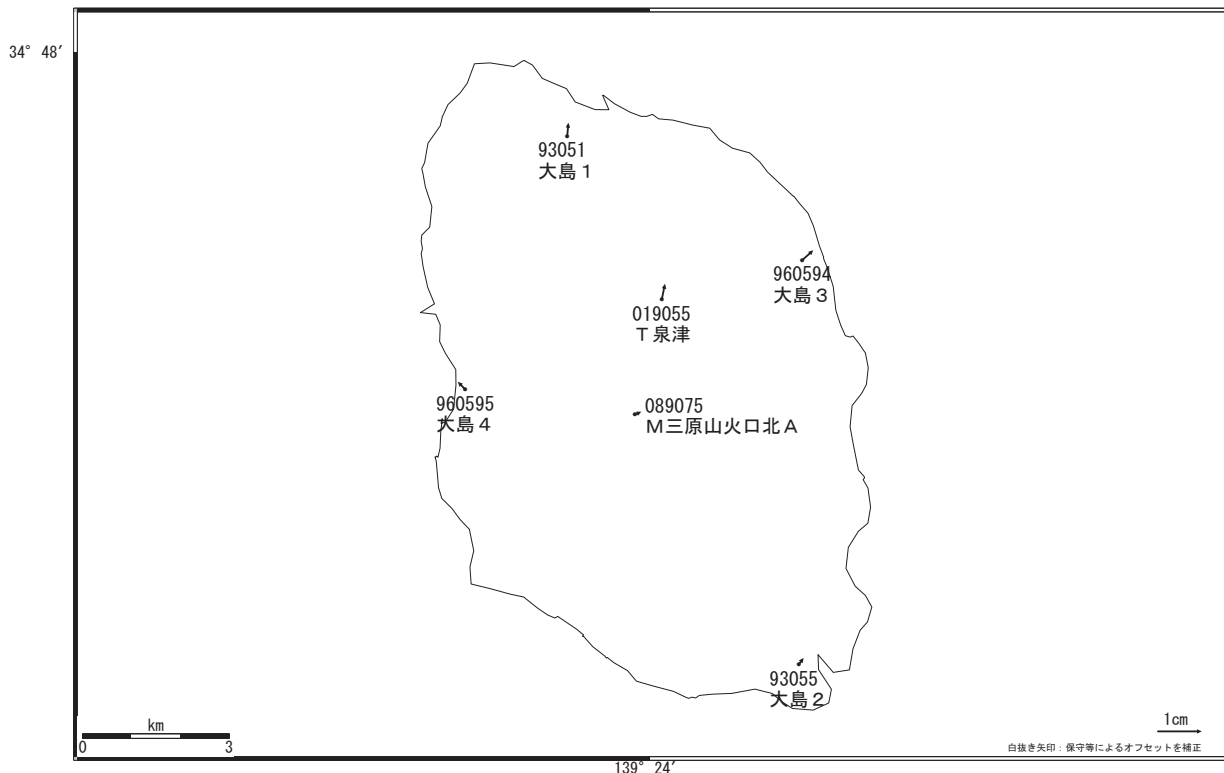 34° 48′
93051
大島１
960594
大島３
019055
Ｔ泉津
960595
大島４
089075
Ｍ三原山火口北Ａ
93055
大島２
km
0 3
1cm
白抜き矢印：保守等によるオフセットを補正
139° 24′